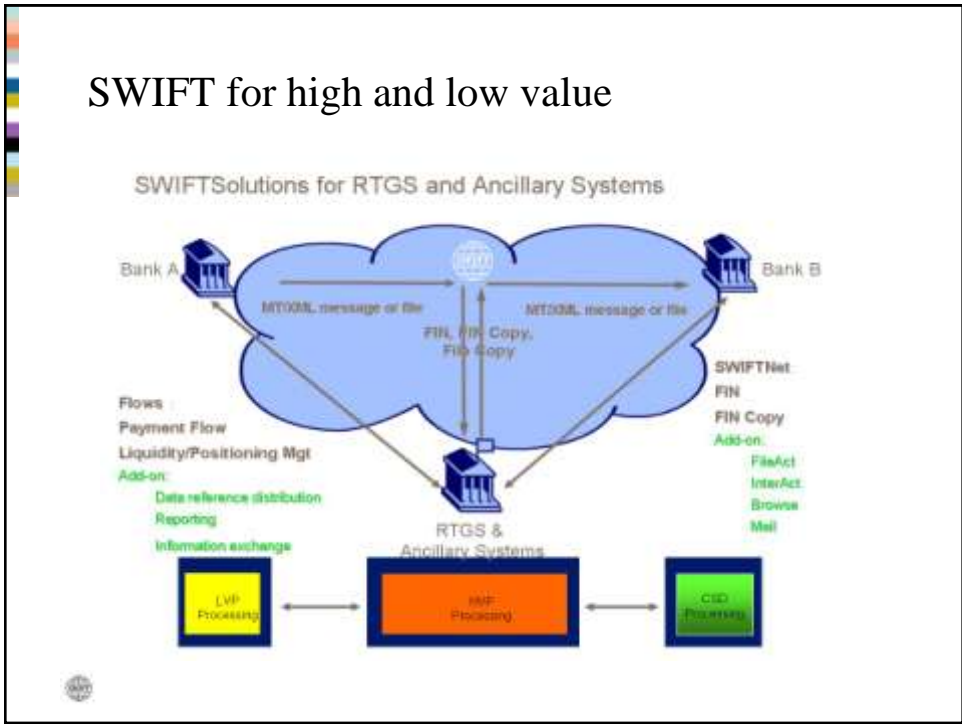 SWIFT for high and low value
SWIFTSolutions for RTGS and Ancillary Systems
Bank A
Bank B
MT/XML message or file
MT/XML message or file
FIN, FIN Copy,
File Copy
SWIFTNet
FIN
FIN Copy
Add-on:
FileAct
InterAct
Browse
Mail
Flows
Payment Flow
Liquidity/Positioning Mgt
Add-on:
Data reference distribution
Reporting
Information exchange
RTGS &
Ancillary Systems
LVP
Processing
Processing
CSD
Processing